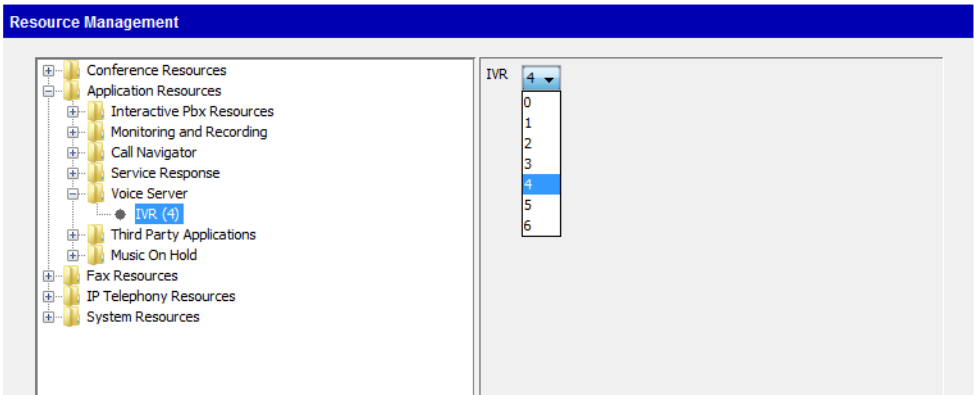 Resource Management
Conference Resources
Application Resources
Interactive Pbx Resources
Monitoring and Recording
Call Navigator
Service Response
Voice Server
IVR (4)
Third Party Applications
Music On Hold
Fax Resources
IP Telephony Resources
System Resources
IVR 4
0
1
2
3
4
5
6